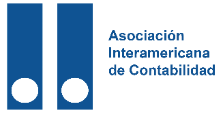 Asociación
Interamericana
de Contabilidad